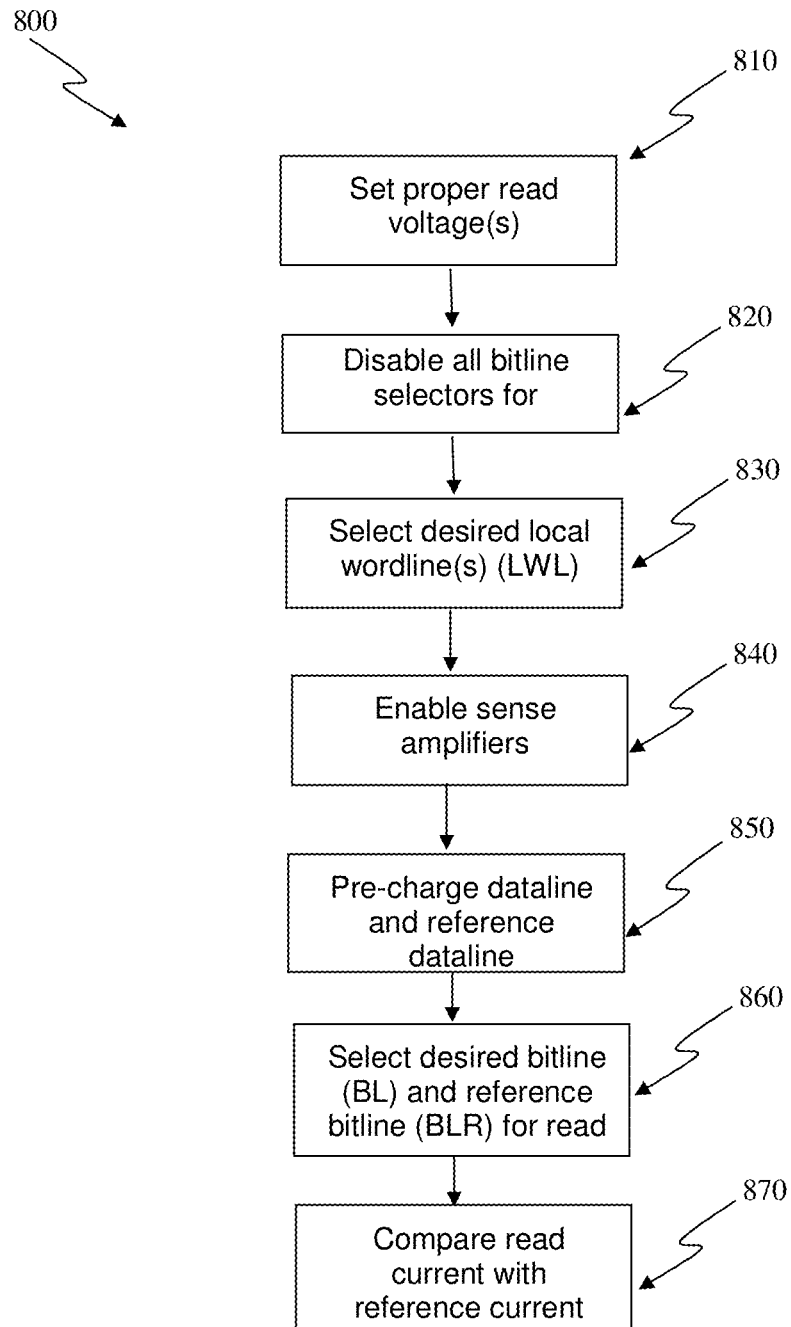 800
810
Set proper read
voltage(s)
820
Disable all bitline
selectors for
830
Select desired local
wordline(s) (LWL)
840
Enable sense
amplifiers
850
Pre-charge dataline
and reference
dataline
860
Select desired bitline
(BL) and reference
bitline (BLR) for read
870
Compare read
current with
reference current